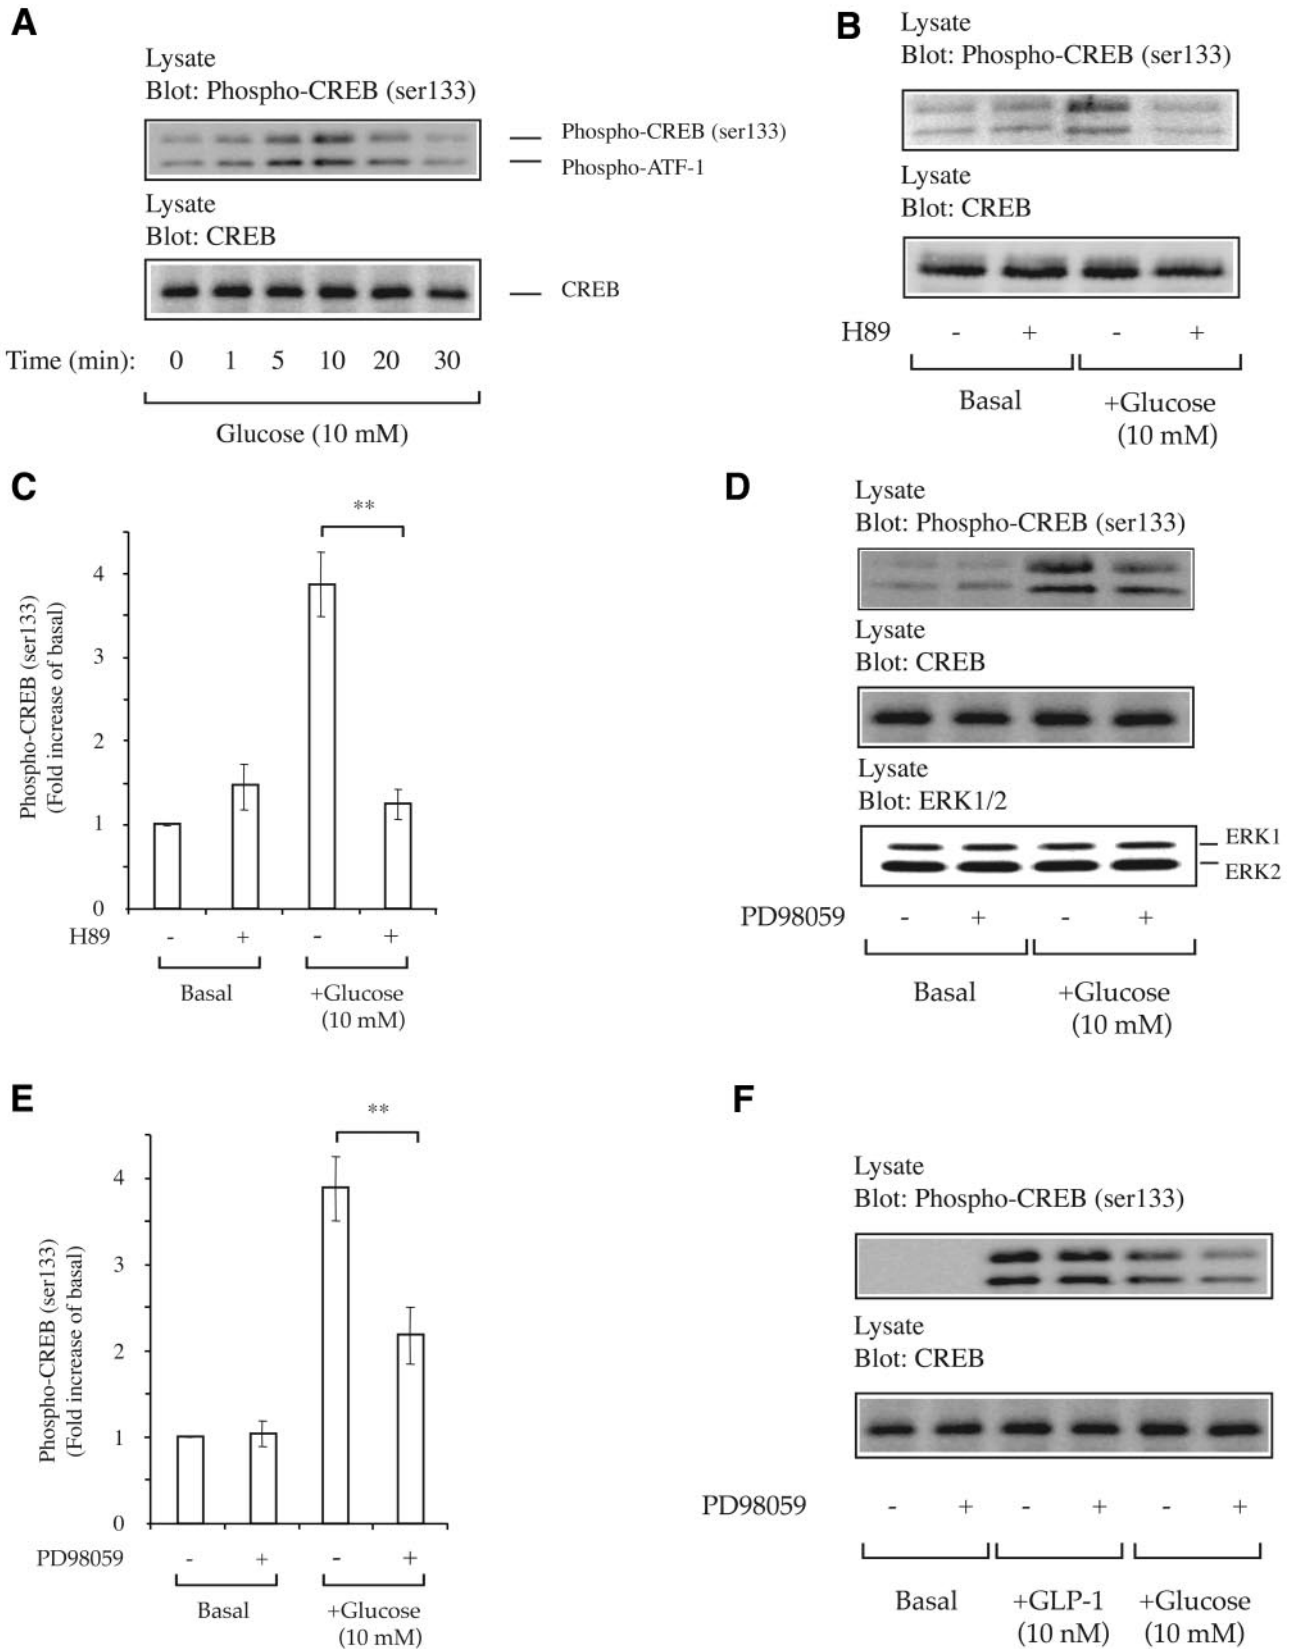 A
Lysate
Blot: Phospho-CREB (ser133)
Phospho-CREB (ser133)
Phospho-ATF-1
Lysate
Blot: CREB
CREB
Time (min): 0 1 5 10 20 30
Glucose (10 mM)
B
Lysate
Blot: Phospho-CREB (ser133)
Lysate
Blot: CREB
H89 - + - +
Basal +Glucose
(10 mM)
C
**
Phospho-CREB (ser133)
(Fold increase of basal)
4
3
2
1
0
H89 - + - +
Basal +Glucose
(10 mM)
D
Lysate
Blot: Phospho-CREB (ser133)
Lysate
Blot: CREB
Lysate
Blot: ERK1/2
ERK1
ERK2
PD98059 - + - +
Basal +Glucose
(10 mM)
E
**
Phospho-CREB (ser133)
(Fold increase of basal)
4
3
2
1
0
PD98059 - + - +
Basal +Glucose
(10 mM)
F
Lysate
Blot: Phospho-CREB (ser133)
Lysate
Blot: CREB
PD98059 - + - + - +
Basal +GLP-1 +Glucose
(10 nM) (10 mM)